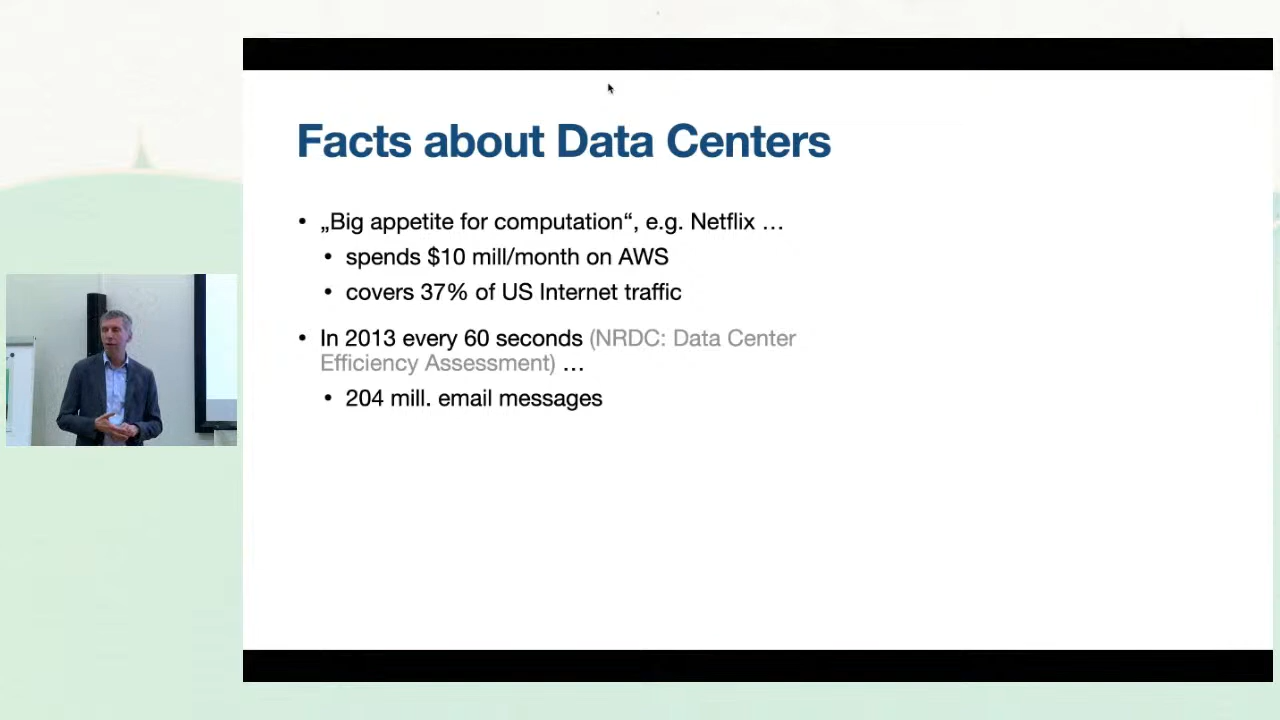 Facts about Data Centers
• „Big appetite for computation“, e.g. Netflix …
• spends $10 mill/month on AWS
• covers 37% of US Internet traffic
• In 2013 every 60 seconds (NRDC: Data Center
Efficiency Assessment) …
• 204 mill. email messages